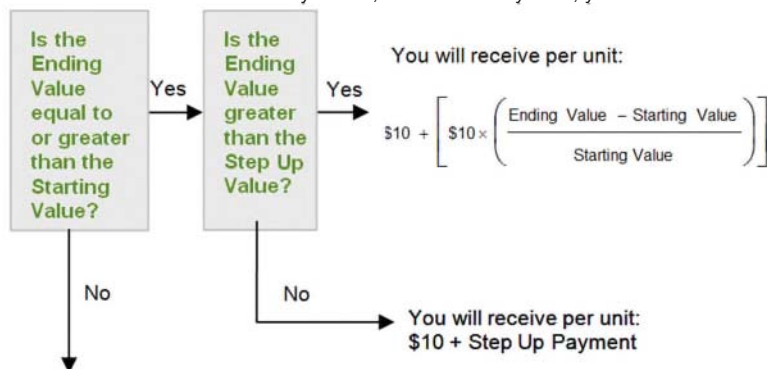 Is the
Ending
Value
equal to
or greater
than the
Starting
Value?
Yes
Is the
Ending
Value
greater
than the
Step Up
Value?
Yes
You will receive per unit:
$10 + [ $10 × ( Ending Value – Starting Value
Starting Value ) ]
No
No
You will receive per unit:
$10 + Step Up Payment